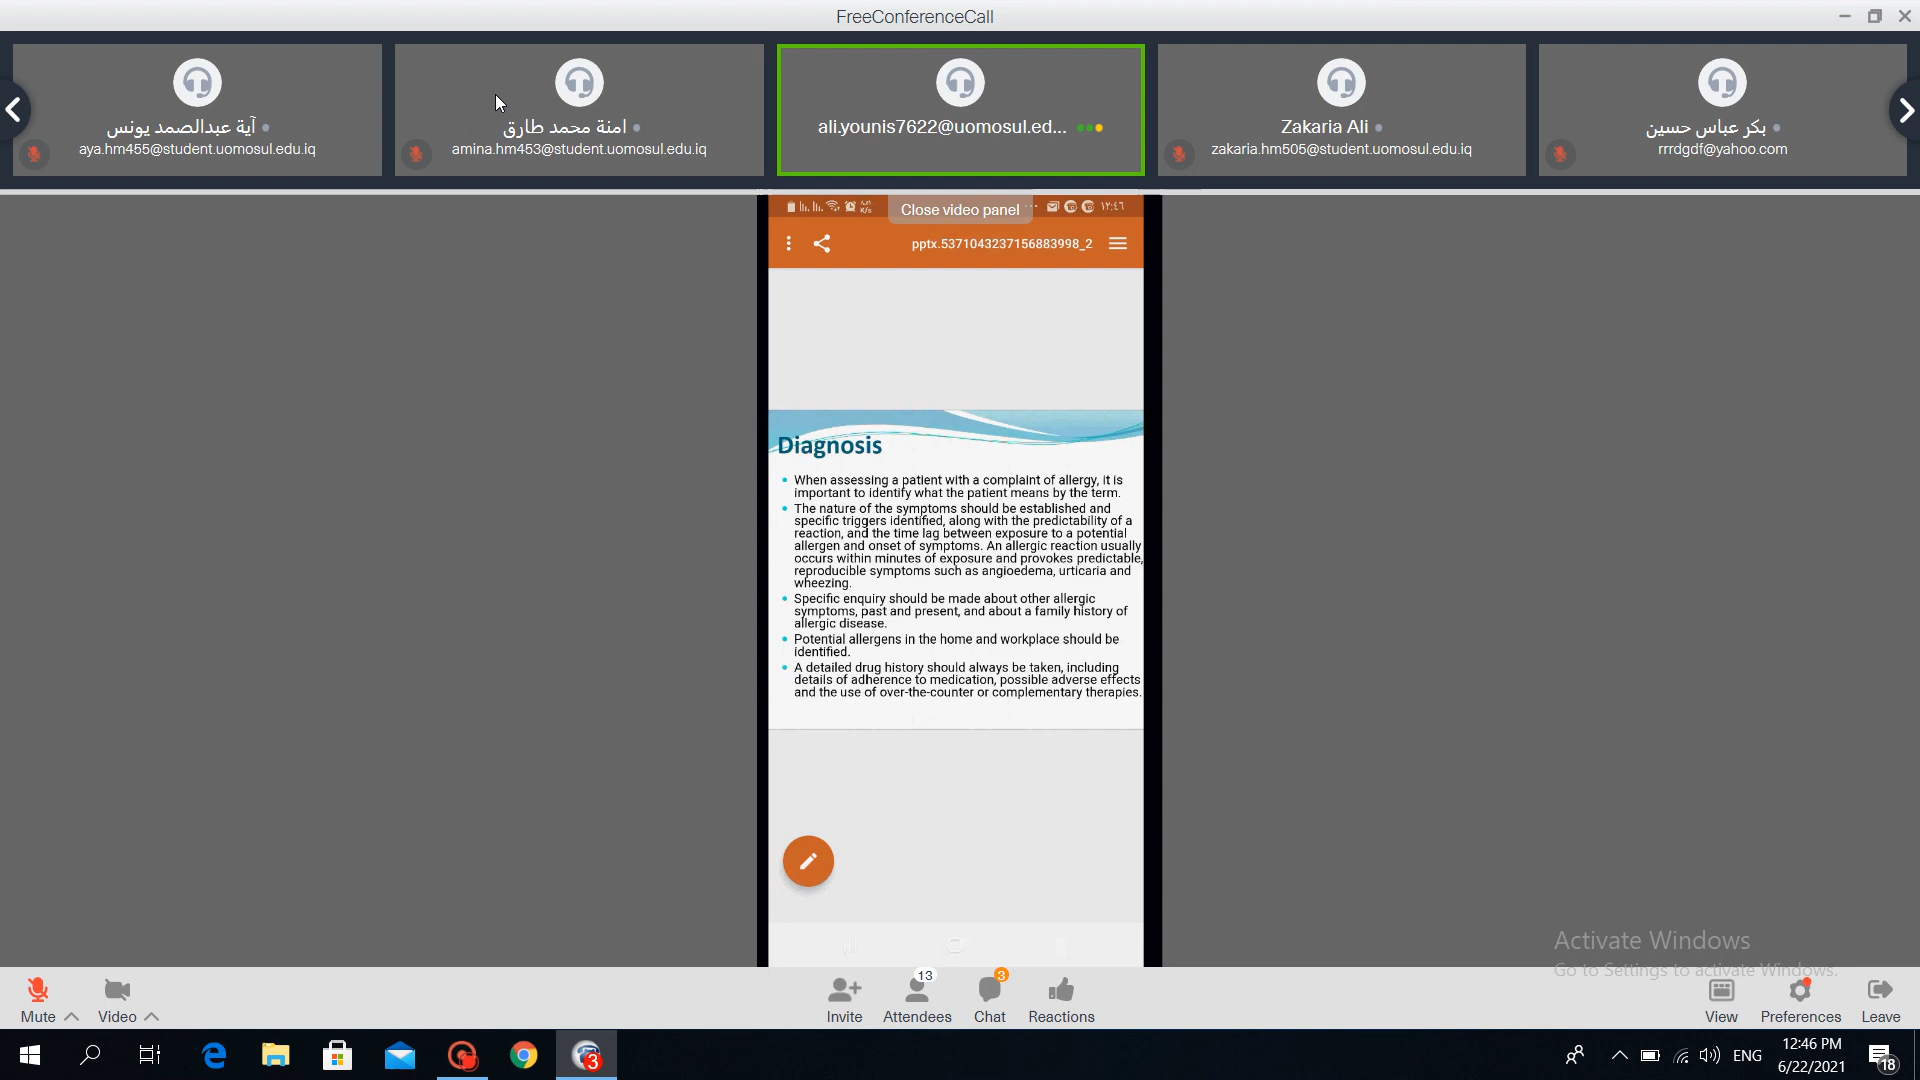 FreeConferenceCall
آية عبدالصمد يونس
aya.hm455@student.uomosul.edu.iq
امنة محمد طارق
amina.hm453@student.uomosul.edu.iq
ali.younis7622@uomosul.ed...
Zakaria Ali
zakaria.hm505@student.uomosul.edu.iq
بكر عباس حسين
rrrdgdf@yahoo.com
K/s
Close video panel
١٢:٤٦
pptx.5371043237156883998_2
Diagnosis
When assessing a patient with a complaint of allergy, it is
important to identify what the patient means by the term.
The nature of the symptoms should be established and
specific triggers identified, along with the predictability of a
reaction, and the time lag between exposure to a potential
allergen and onset of symptoms. An allergic reaction usually
occurs within minutes of exposure and provokes predictable,
reproducible symptoms such as angioedema, urticaria and
wheezing.
Specific enquiry should be made about other allergic
symptoms, past and present, and about a family history of
allergic disease.
Potential allergens in the home and workplace should be
identified.
A detailed drug history should always be taken, including
details of adherence to medication, possible adverse effects
and the use of over-the-counter or complementary therapies.
Activate Windows
Go to Settings to activate Windows.
Mute
Video
Invite
13
Attendees
3
Chat
Reactions
View
Preferences
Leave
3
ENG
12:46 PM
6/22/2021
18